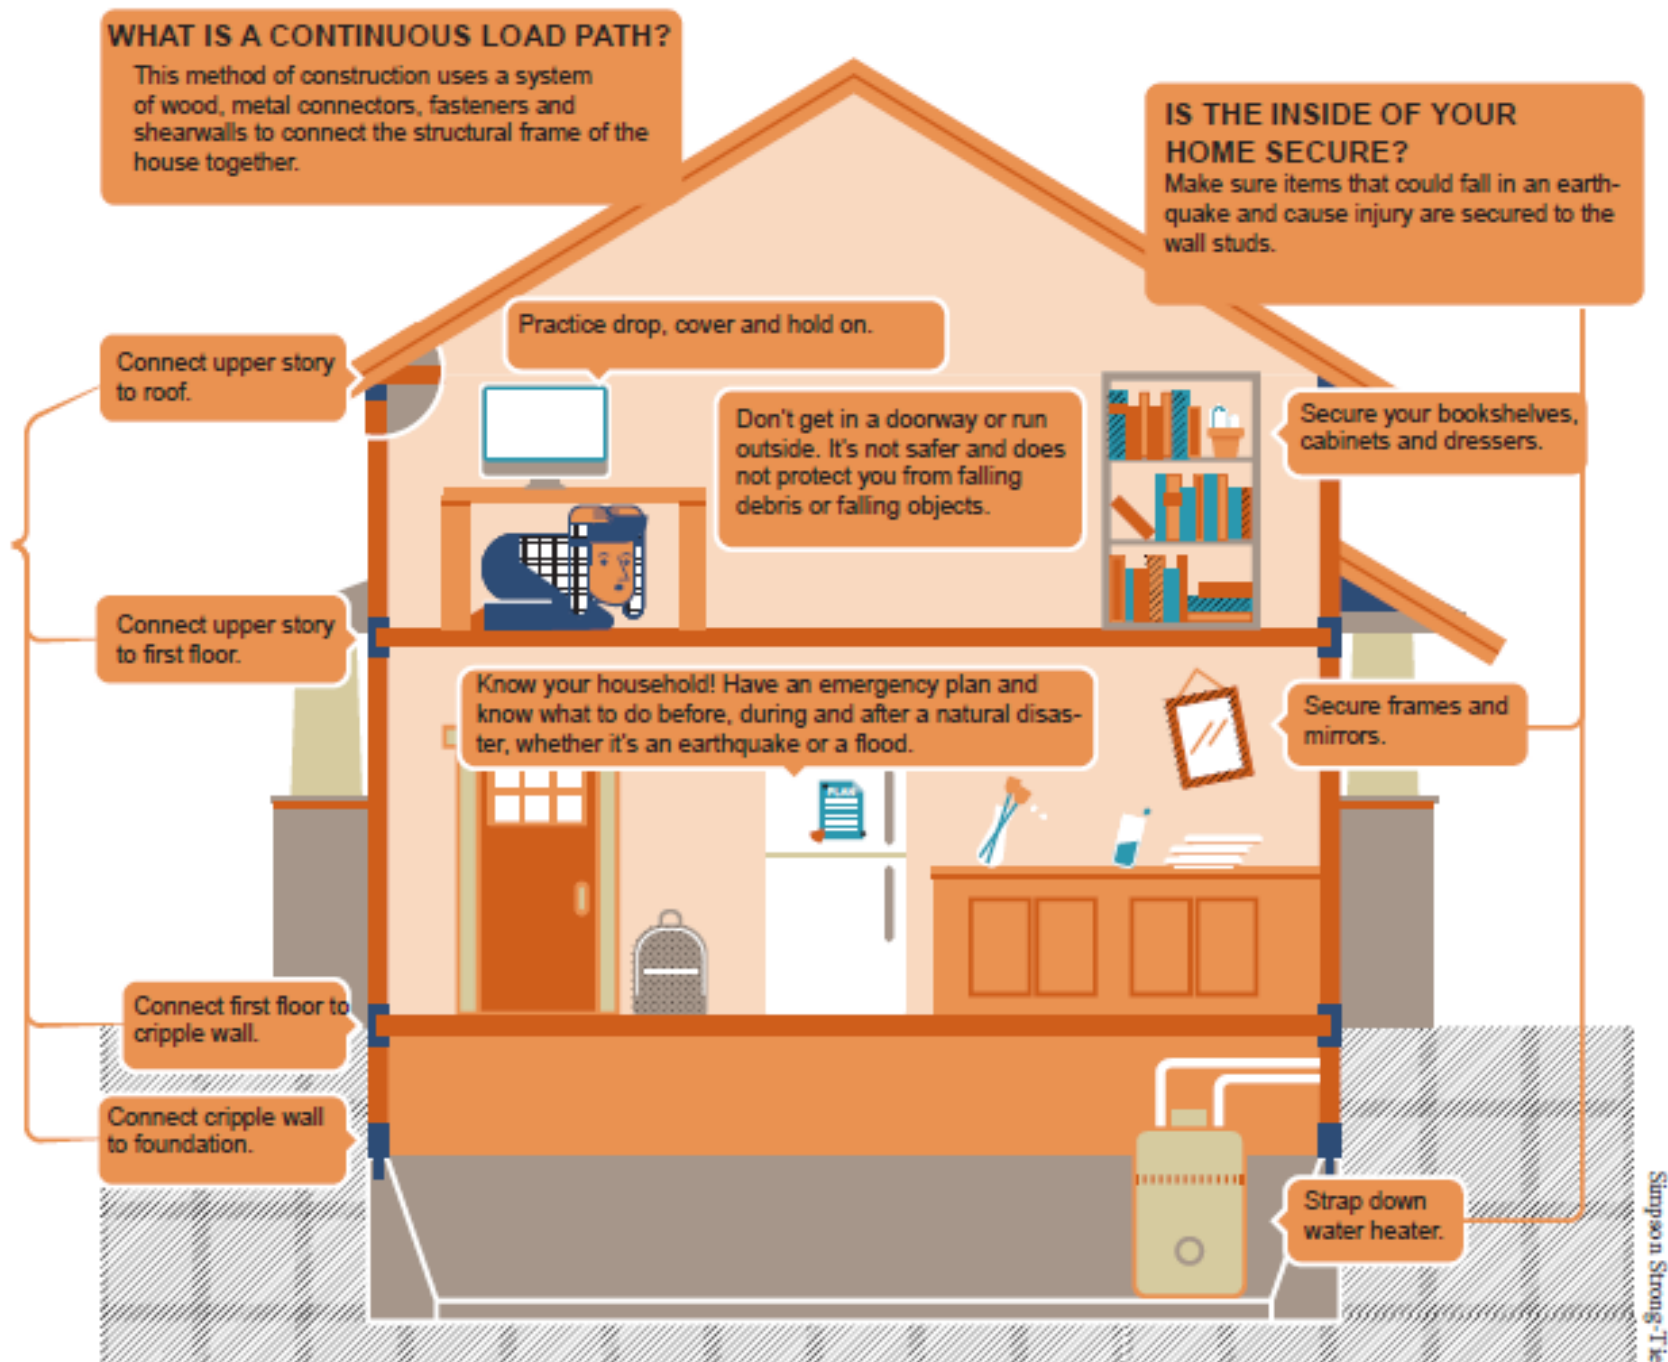 WHAT IS A CONTINUOUS LOAD PATH?
This method of construction uses a system
of wood, metal connectors, fasteners and
shearwalls to connect the structural frame of the
house together.
IS THE INSIDE OF YOUR
HOME SECURE?
Make sure items that could fall in an earth-
quake and cause injury are secured to the
wall studs.
Practice drop, cover and hold on.
Connect upper story
to roof.
Don't get in a doorway or run
outside. It's not safer and does
not protect you from falling
debris or falling objects.
Secure your bookshelves,
cabinets and dressers.
Connect upper story
to first floor.
Know your household! Have an emergency plan and
know what to do before, during and after a natural disas-
ter, whether it's an earthquake or a flood.
Secure frames and
mirrors.
PLAN
Connect first floor to
cripple wall.
Connect cripple wall
to foundation.
Strap down
water heater.
Simpson Strong-Tie